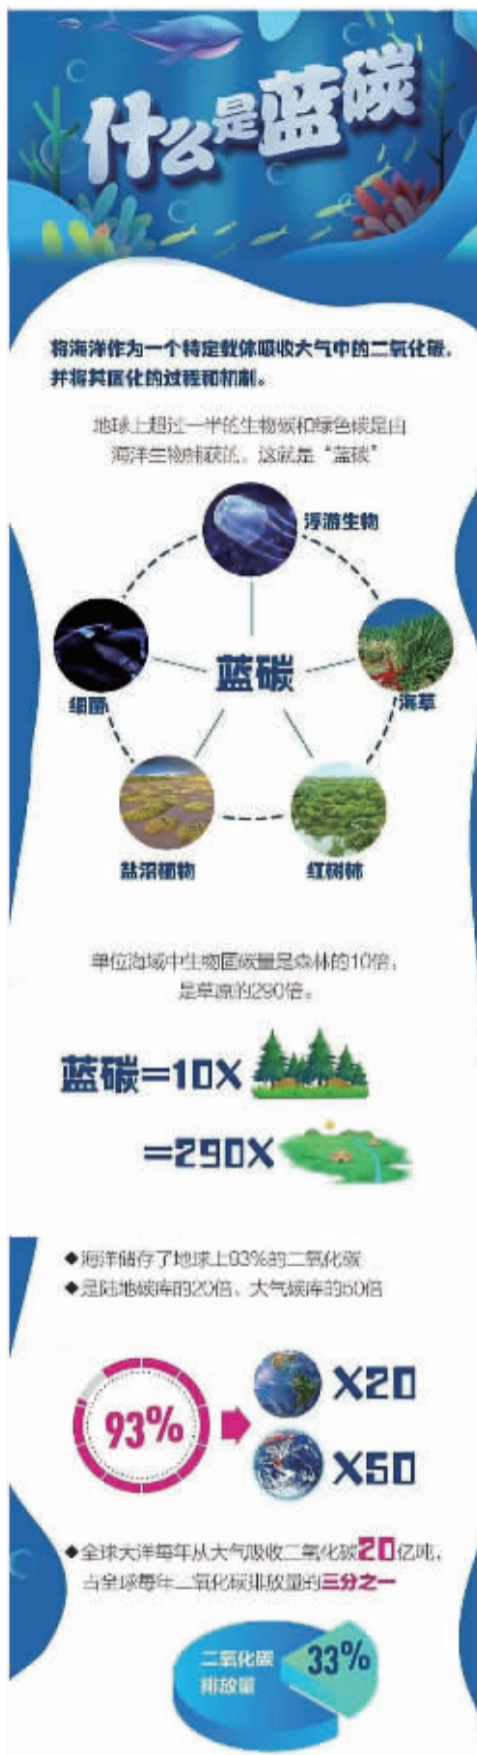 什么是蓝碳
将海洋作为一个特定载体吸收大气中的二氧化碳，
并将其固化的过程和机制。
地球上超过一半的生物碳和绿色碳是由
海洋生物捕获的，这就是“蓝碳”
浮游生物
细菌
蓝碳
海草
盐沼植物
红树林
单位海域中生物固碳量是森林的10倍，
是草原的290倍。
蓝碳=10X
=290X
◆海洋储存了地球上93%的二氧化碳
◆是陆地碳库的20倍、大气碳库的50倍
93%
X20
X50
◆全球大洋每年从大气吸收二氧化碳20亿吨，
占全球每年二氧化碳排放量的三分之一
二氧化碳
排放量
33%